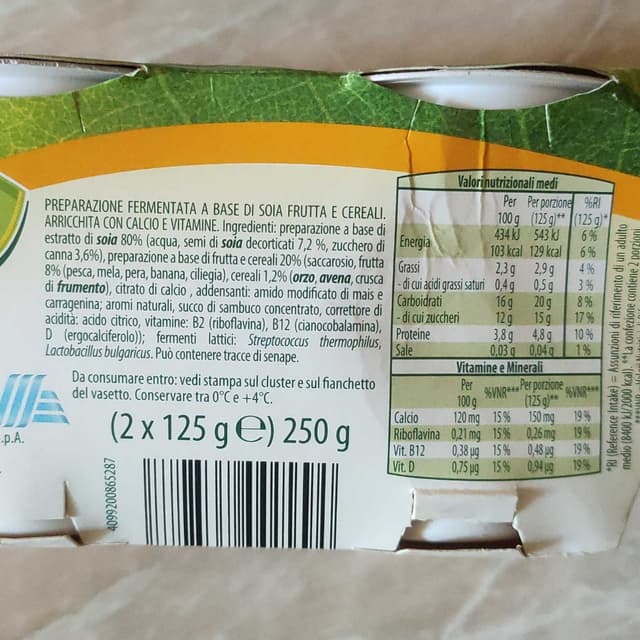 PREPARAZIONE FERMENTATA A BASE DI SOIA FRUTTA E CEREALI.
ARRICCHITA CON CALCIO E VITAMINE. Ingredienti: preparazione a base di
estratto di soia 80% (acqua, semi di soia decorticati 7,2 %, zucchero di
canna 3,6%), preparazione a base di frutta e cereali 20% (saccarosio, frutta
8% (pesca, mela, pera, banana, ciliegia), cereali 1,2% (orzo, avena, crusca
di frumento), citrato di calcio , addensanti: amido modificato di mais e
carragenina; aromi naturali, succo di sambuco concentrato, correttore di
acidità: acido citrico, vitamine: B2 (riboflavina), B12 (cianocobalamina),
D (ergocalciferolo)); fermenti lattici: Streptococcus thermophilus,
Lactobacillus bulgaricus. Può contenere tracce di senape.
Da consumare entro: vedi stampa sul cluster e sul fianchetto
del vasetto. Conservare tra 0°C e +4°C.
(2 x 125 g e) 250 g
p.A.
4099200865287
Valori nutrizionali medi
Per Per porzione %RI
100 g (125 g)** (125 g)*
Energia 434 kJ 543 kJ 6 %
103 kcal 129 kcal 6 %
Grassi 2,3 g 2,9 g 4 %
- di cui acidi grassi saturi 0,4 g 0,5 g 3 %
Carboidrati 16 g 20 g 8 %
- di cui zuccheri 12 g 15 g 17 %
Proteine 3,8 g 4,8 g 10 %
Sale 0,03 g 0,04 g 1 %
Vitamine e Minerali
Per %VNR*** Per porzione %VNR***
100 g (125 g)**
Calcio 120 mg 15 % 150 mg 19 %
Riboflavina 0,21 mg 15 % 0,26 mg 19 %
Vit. B12 0,38 µg 15 % 0,48 µg 19 %
Vit. D 0,75 µg 15 % 0,94 µg 19 %
*RI (Reference Intake) = Assunzioni di riferimento di un adulto
medio (8400 kJ/2000 kcal). **La confezione contiene 2 porzioni